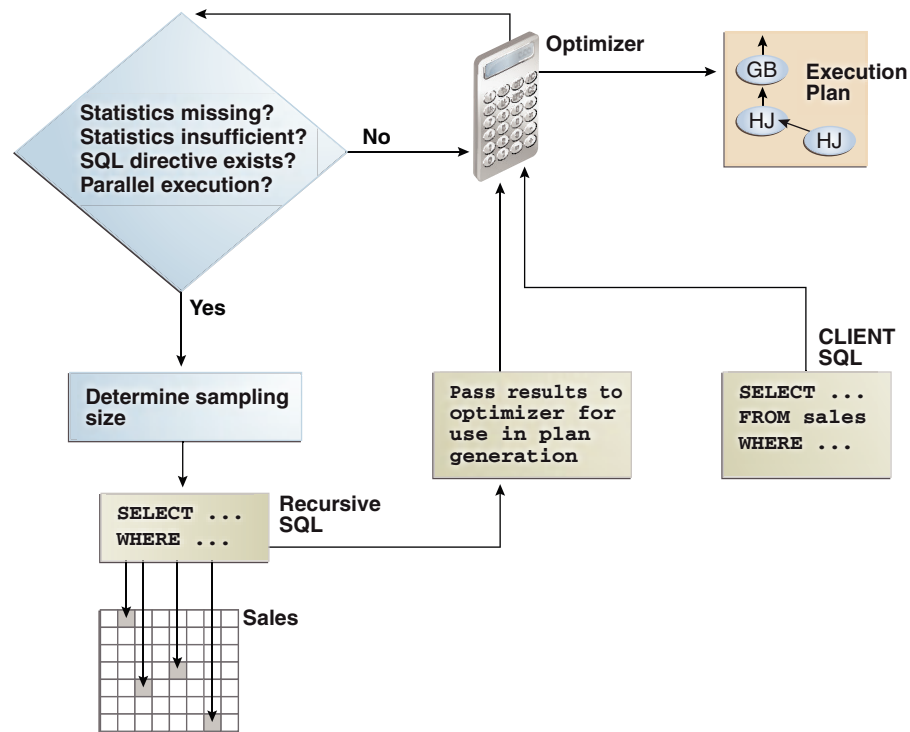 Optimizer
GB
Execution
Plan
HJ
HJ
Statistics missing?
Statistics insufficient?
SQL directive exists?
Parallel execution?
No
Yes
CLIENT
SQL
Determine sampling
size
Pass results to
optimizer for
use in plan
generation
SELECT ...
FROM sales
WHERE ...
Recursive
SQL
SELECT ...
WHERE ...
Sales